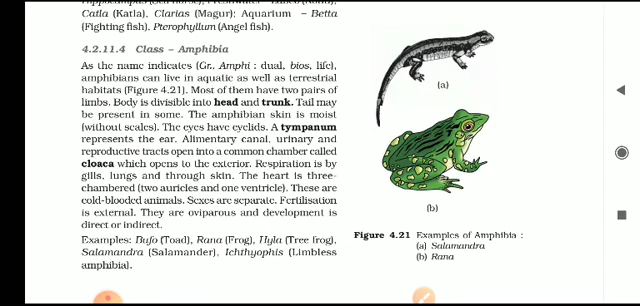 Hippocampus (Sea horse); Freshwater – Labeo (Rohu),
Catla (Katla), Clarias (Magur); Aquarium – Betta
(Fighting fish), Pterophyllum (Angel fish).
4.2.11.4 Class – Amphibia
As the name indicates (Gr., Amphi : dual, bios, life),
amphibians can live in aquatic as well as terrestrial
habitats (Figure 4.21). Most of them have two pairs of
limbs. Body is divisible into head and trunk. Tail may
be present in some. The amphibian skin is moist
(without scales). The eyes have eyelids. A tympanum
represents the ear. Alimentary canal, urinary and
reproductive tracts open into a common chamber called
cloaca which opens to the exterior. Respiration is by
gills, lungs and through skin. The heart is three-
chambered (two auricles and one ventricle). These are
cold-blooded animals. Sexes are separate. Fertilisation
is external. They are oviparous and development is
direct or indirect.
Examples: Bufo (Toad), Rana (Frog), Hyla (Tree frog),
Salamandra (Salamander), Ichthyophis (Limbless
amphibia).
(a)
(b)
Figure 4.21 Examples of Amphibia :
(a) Salamandra
(b) Rana